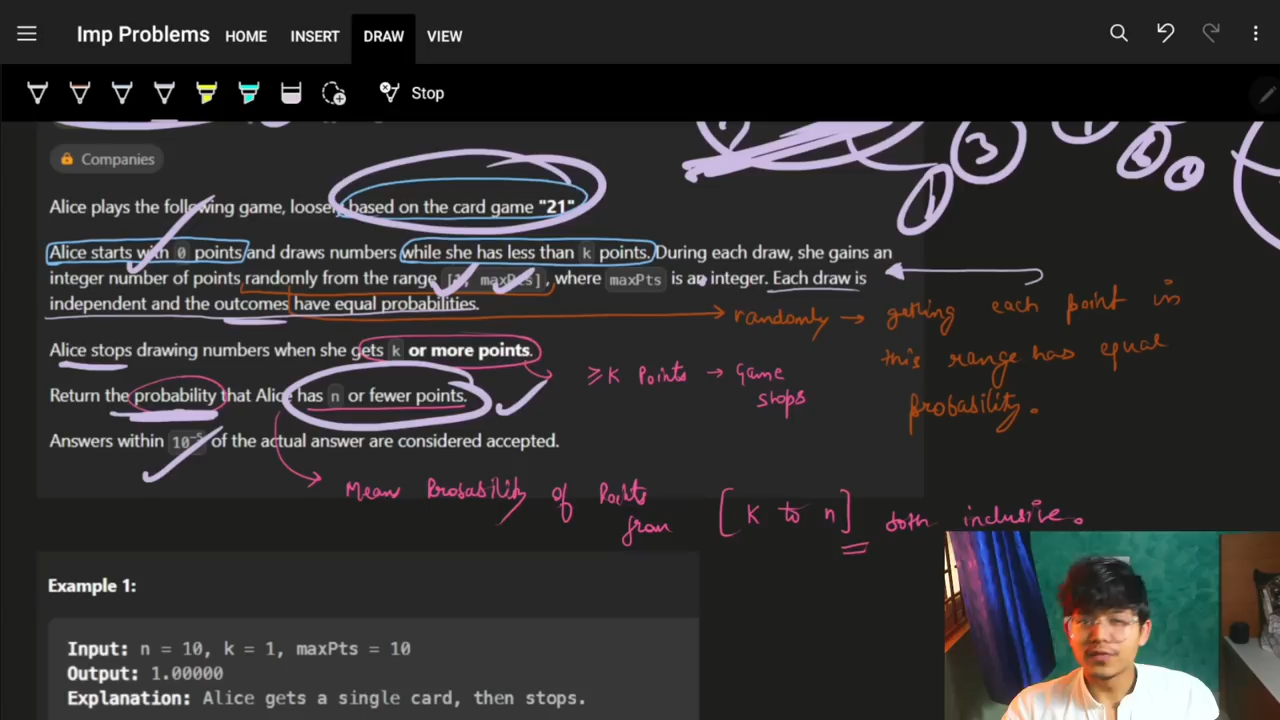 Imp Problems HOME INSERT DRAW VIEW
Stop
Companies
Alice plays the following game, loosely based on the card game "21"
Alice starts with 0 points and draws numbers while she has less than k points. During each draw, she gains an
integer number of points randomly from the range [1, maxPts], where maxPts is an integer. Each draw is
independent and the outcomes have equal probabilities.
randomly → getting each point in
this range has equal
probability.
Alice stops drawing numbers when she gets k or more points.
≥K Points → Game
stops
Return the probability that Alice has n or fewer points.
Answers within 10-5 of the actual answer are considered accepted.
Mean Probability of Points
from [K to n] both inclusive.
Example 1:
Input: n = 10, k = 1, maxPts = 10
Output: 1.00000
Explanation: Alice gets a single card, then stops.